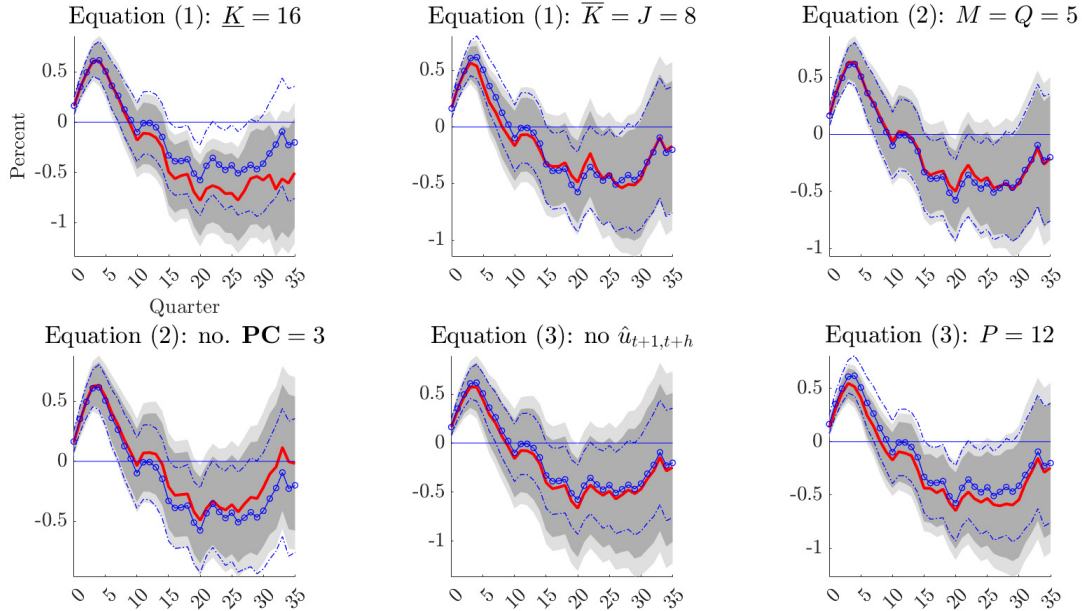 Equation (1): K = 16
Equation (1): K̅ = J = 8
Equation (2): M = Q = 5
Percent
0.5
0
-0.5
-1
0 5 10 15 20 25 30 35
Quarter
0.5
0
-0.5
-1
0 5 10 15 20 25 30 35
0.5
0
-0.5
-1
0 5 10 15 20 25 30 35
Equation (2): no. PC = 3
Equation (3): no û_{t+1,t+h}
Equation (3): P = 12
0.5
0
-0.5
0 5 10 15 20 25 30 35
0.5
0
-0.5
-1
0 5 10 15 20 25 30 35
0.5
0
-0.5
-1
0 5 10 15 20 25 30 35